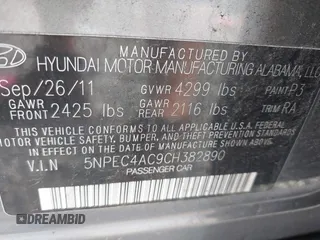 MANUFACTURED BY
HYUNDAI MOTOR MANUFACTURING ALABAMA, LLC
Sep/26/11 GVWR 4299 lbs PAINT P3
GAWR FRONT 2425 lbs GAWR REAR 2116 lbs TRIM RA
THIS VEHICLE CONFORMS TO ALL APPLICABLE FEDERAL
MOTOR VEHICLE SAFETY, BUMPER, AND THEFT PREVENTION STANDARDS
IN EFFECT ON THE DATE OF MANUFACTURE SHOWN ABOVE.
V.I.N 5NPEC4AC9CH382890
PASSENGER CAR
DREAMBID